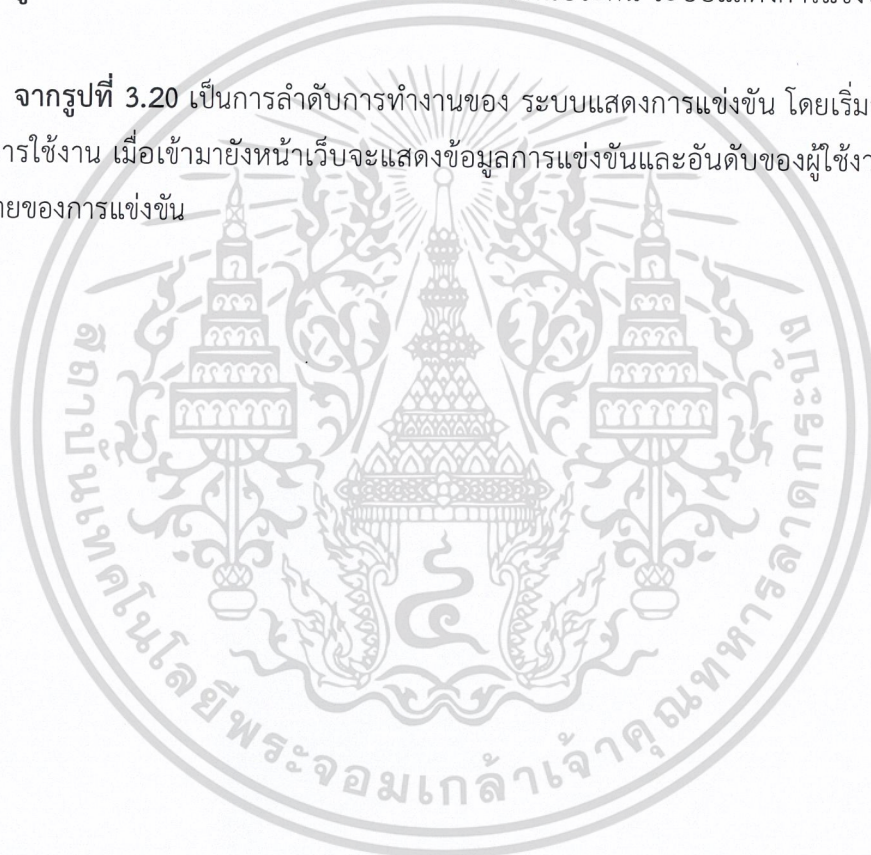 จากรูปที่ 3.20 เป็นการลำดับการทำงานของ ระบบแสดงการแข่งขัน โดยเริ่ม
การใช้งาน เมื่อเข้ามายังหน้าเว็บจะแสดงข้อมูลการแข่งขันและอันดับของผู้ใช้งา
ายของการแข่งขัน
สถาบันเทคโนโลยีพระจอมเกล้าเจ้าคุณทหารลาดกระบัง